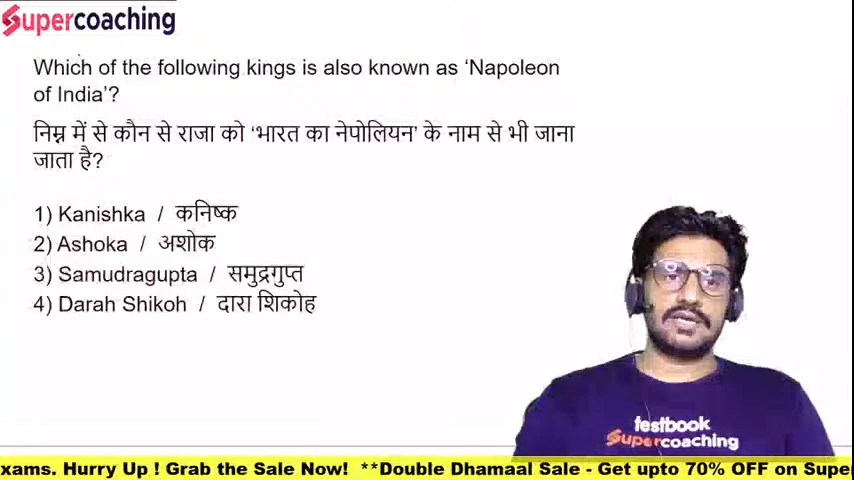 Supercoaching
Which of the following kings is also known as ‘Napoleon
of India’?
निम्न में से कौन से राजा को ‘भारत का नेपोलियन’ के नाम से भी जाना
जाता है?
1) Kanishka / कनिष्क
2) Ashoka / अशोक
3) Samudragupta / समुद्रगुप्त
4) Darah Shikoh / दारा शिकोह
testbook
Supercoaching
xams. Hurry Up ! Grab the Sale Now! **Double Dhamaal Sale - Get upto 70% OFF on Supe